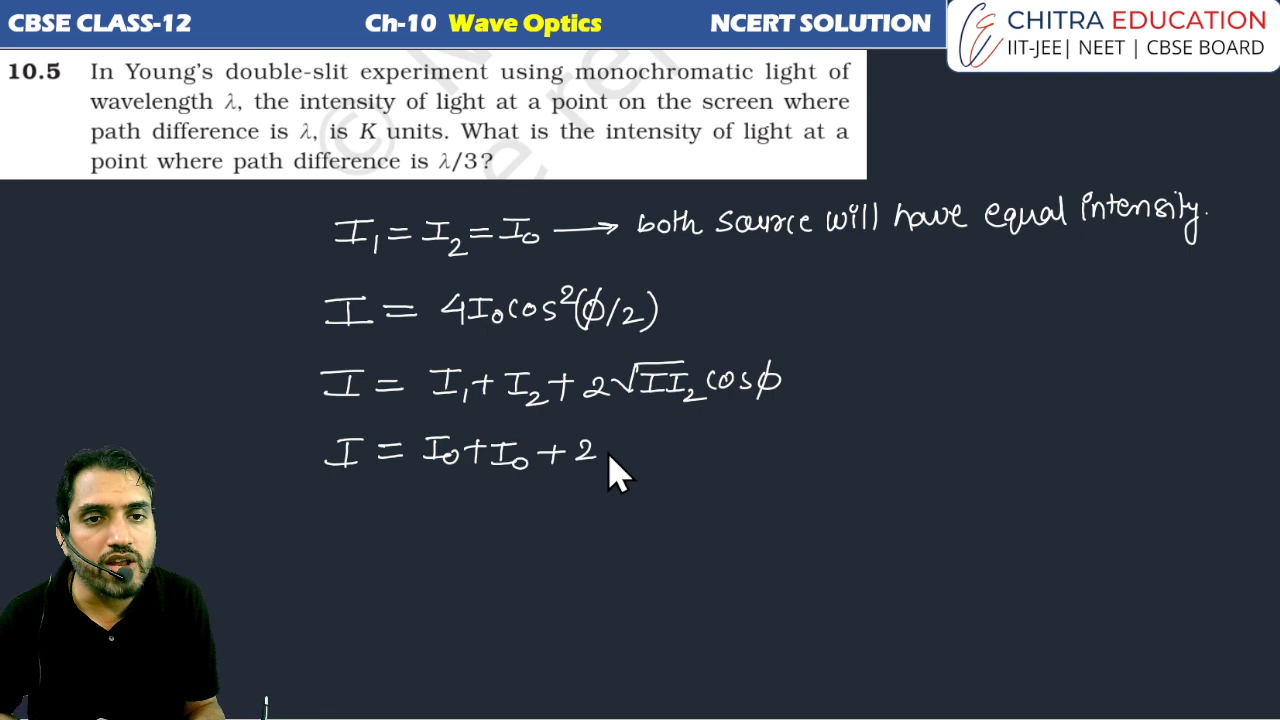 CBSE CLASS-12 Ch-10 Wave Optics NCERT SOLUTION
CHITRA EDUCATION
IIT-JEE| NEET | CBSE BOARD
10.5 In Young's double-slit experiment using monochromatic light of
wavelength λ, the intensity of light at a point on the screen where
path difference is λ, is K units. What is the intensity of light at a
point where path difference is λ/3?
I₁ = I₂ = I₀ ⟶ both source will have equal intensity.
I = 4I₀cos²(ϕ/2)
I = I₁ + I₂ + 2√II₂ cosϕ
I = I₀ + I₀ + 2